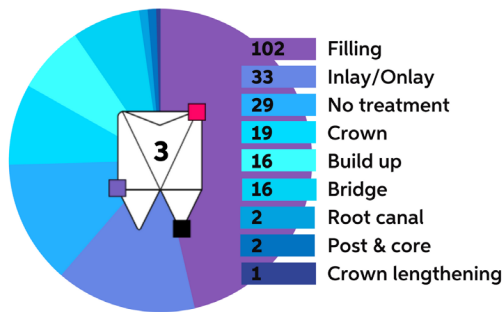 102 Filling
33 Inlay/Onlay
29 No treatment
3
19 Crown
16 Build up
16 Bridge
2 Root canal
2 Post & core
1 Crown lengthening